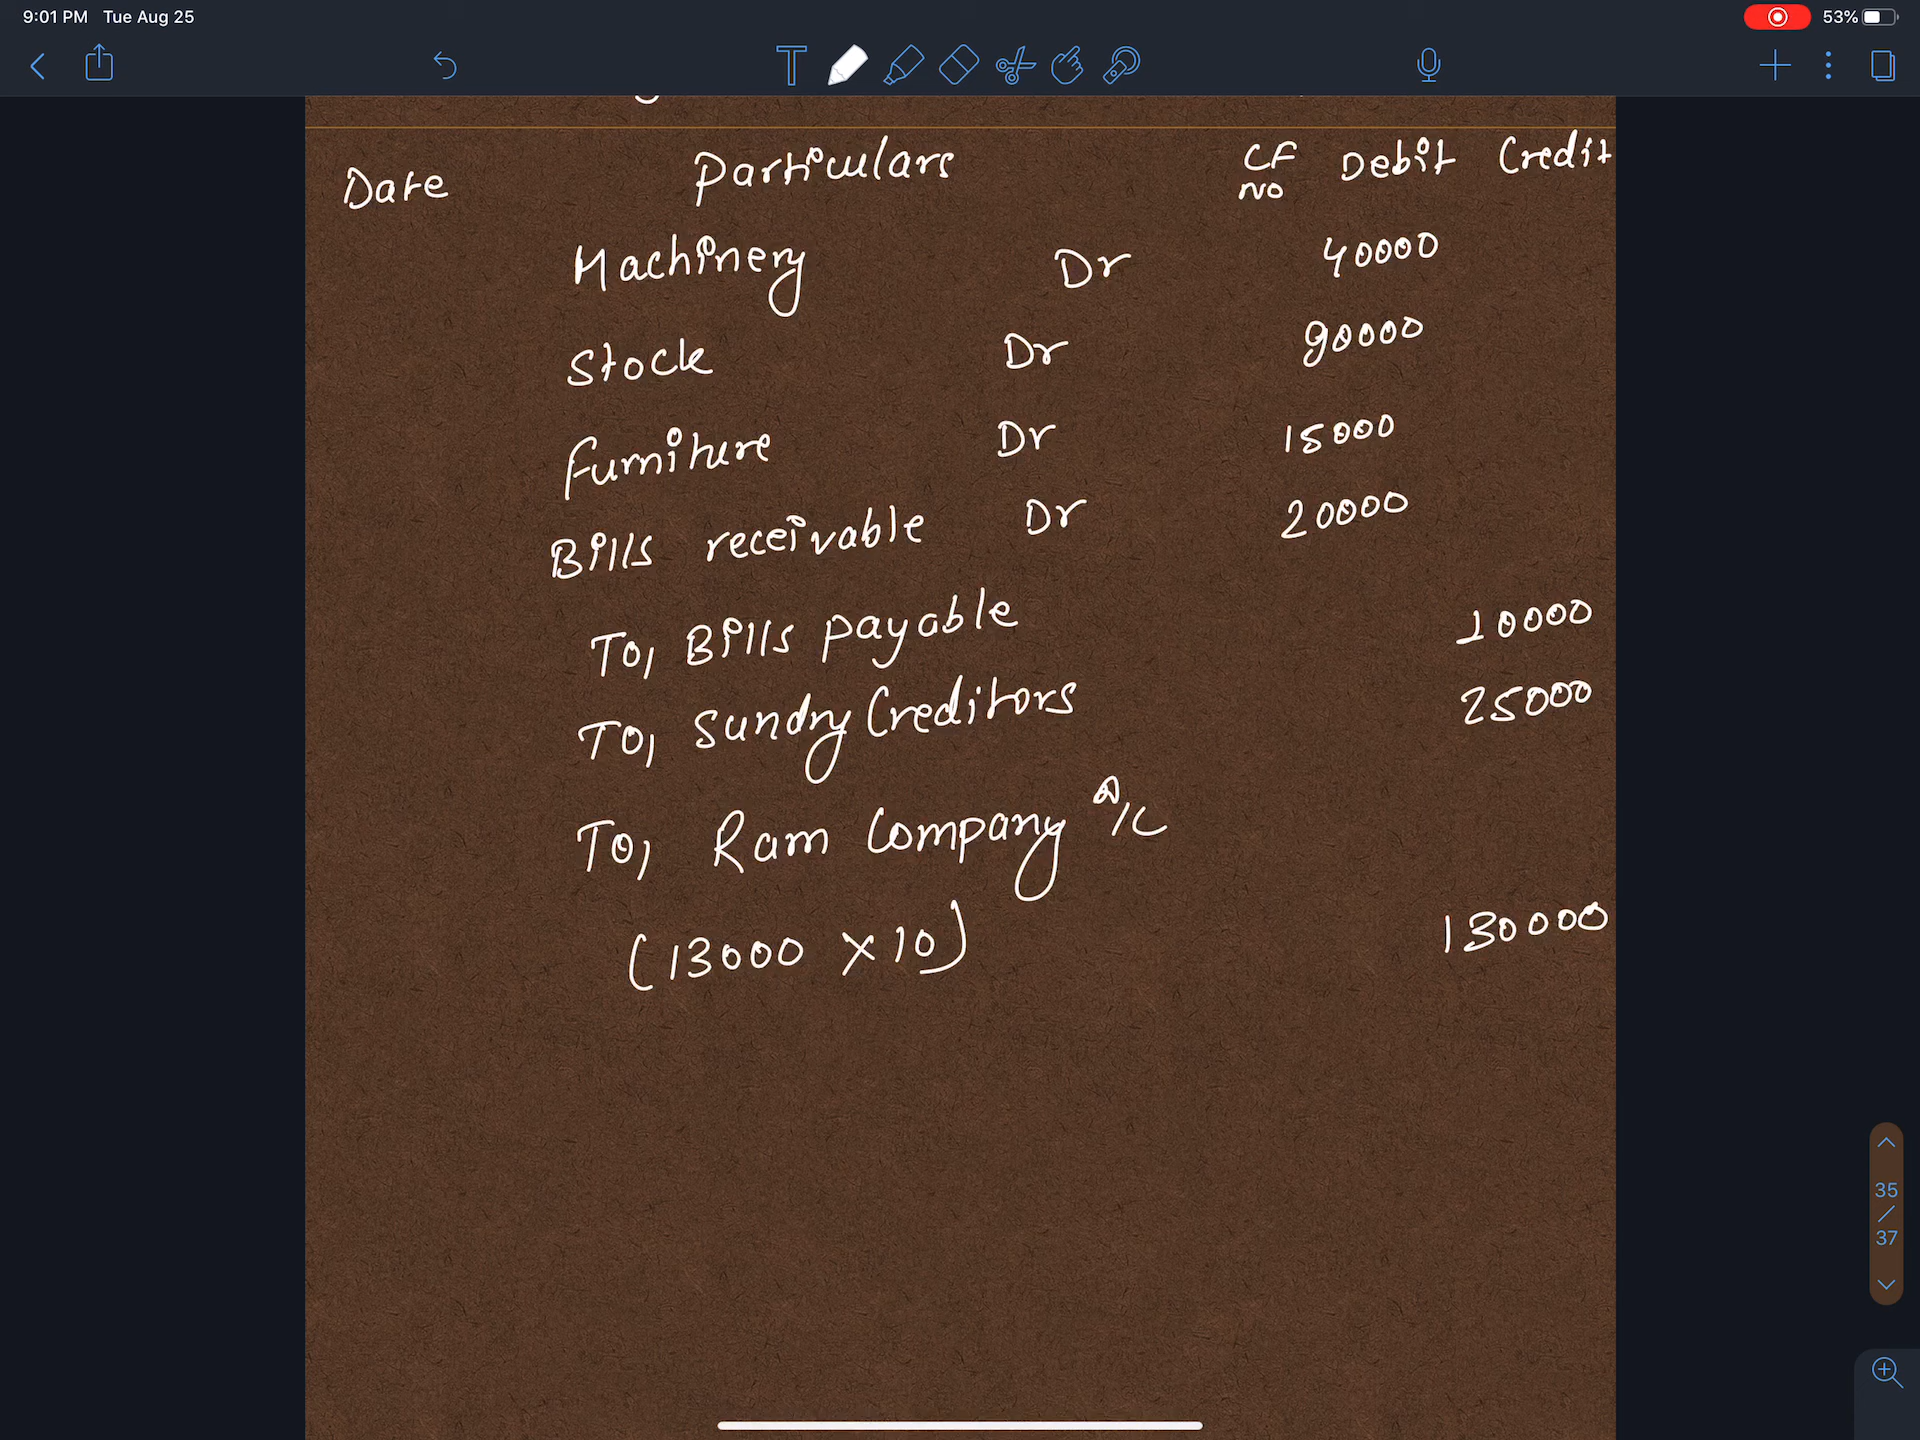 9:01 PM Tue Aug 25
53%
Date Particulars CF NO Debit Credit
Machinery Dr 40000
Stock Dr 90000
Furniture Dr 15000
Bills receivable Dr 20000
To, Bills payable 10000
To, Sundry Creditors 25000
To, Ram Company A/C
(13000 × 10) 130000
35
/
37